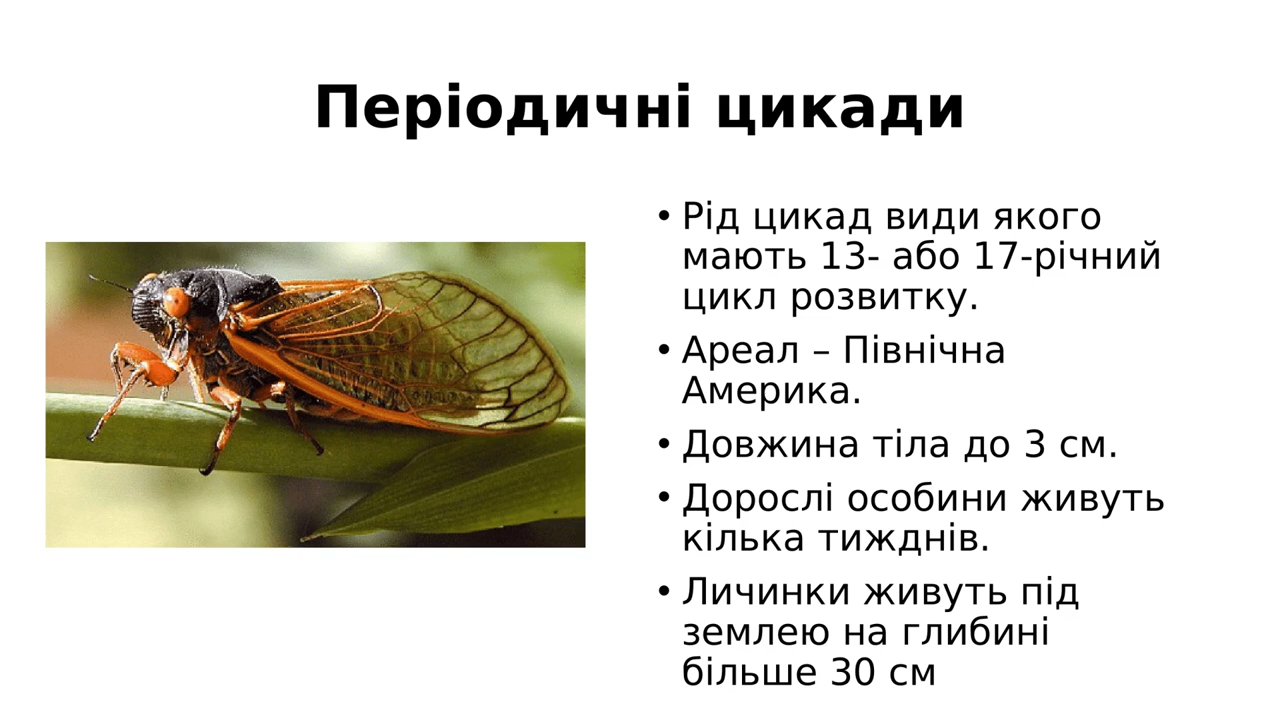 Періодичні цикади
• Рід цикад види якого
мають 13- або 17-річний
цикл розвитку.
• Ареал – Північна
Америка.
• Довжина тіла до 3 см.
• Дорослі особини живуть
кілька тижднів.
• Личинки живуть під
землею на глибині
більше 30 см